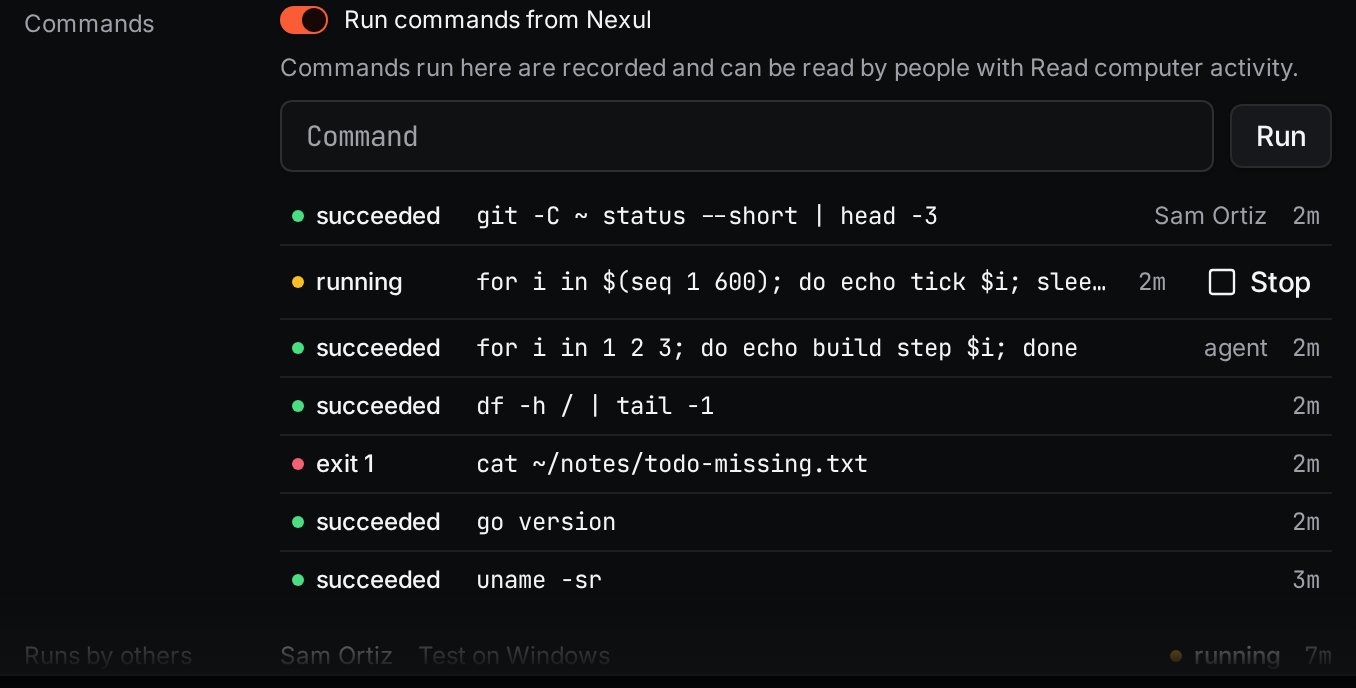 Commands
Run commands from Nexul
Commands run here are recorded and can be read by people with Read computer activity.
Command
Run
succeeded git -C ~ status --short | head -3 Sam Ortiz 2m
running for i in $(seq 1 600); do echo tick $i; slee… 2m Stop
succeeded for i in 1 2 3; do echo build step $i; done agent 2m
succeeded df -h / | tail -1 2m
exit 1 cat ~/notes/todo-missing.txt 2m
succeeded go version 2m
succeeded uname -sr 3m
Runs by others Sam Ortiz Test on Windows running 7m